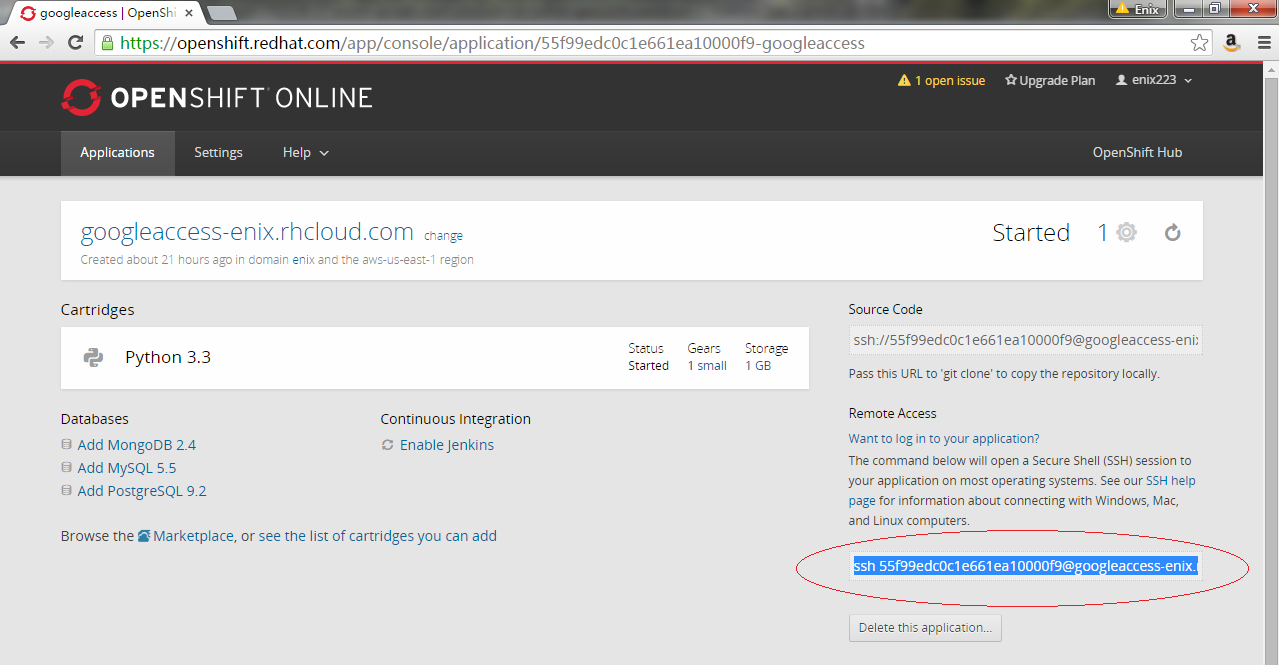 googleaccess | OpenShi
Enix
https://openshift.redhat.com/app/console/application/55f99edc0c1e661ea10000f9-googleaccess
1 open issue
Upgrade Plan
enix223
OPENSHIFT ONLINE
Applications
Settings
Help
OpenShift Hub
googleaccess-enix.rhcloud.com change
Started 1
Created about 21 hours ago in domain enix and the aws-us-east-1 region
Cartridges
Python 3.3
Status Gears Storage
Started 1 small 1 GB
Databases
Add MongoDB 2.4
Add MySQL 5.5
Add PostgreSQL 9.2
Continuous Integration
Enable Jenkins
Browse the Marketplace, or see the list of cartridges you can add
Source Code
ssh://55f99edc0c1e661ea10000f9@googleaccess-enix
Pass this URL to 'git clone' to copy the repository locally.
Remote Access
Want to log in to your application?
The command below will open a Secure Shell (SSH) session to
your application on most operating systems. See our SSH help
page for information about connecting with Windows, Mac,
and Linux computers.
ssh 55f99edc0c1e661ea10000f9@googleaccess-enix.
Delete this application...